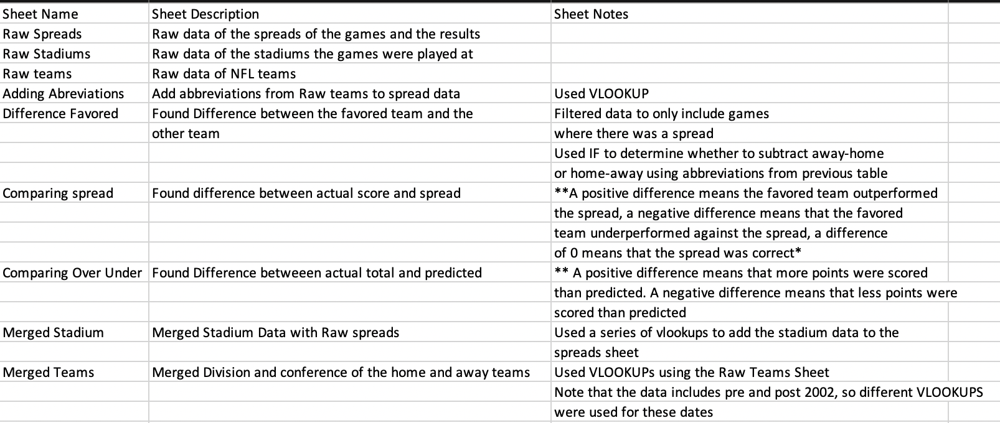 Sheet Name Sheet Description Sheet Notes
Raw Spreads Raw data of the spreads of the games and the results
Raw Stadiums Raw data of the stadiums the games were played at
Raw teams Raw data of NFL teams
Adding Abreviations Add abbreviations from Raw teams to spread data Used VLOOKUP
Difference Favored Found Difference between the favored team and the Filtered data to only include games
other team where there was a spread
Used IF to determine whether to subtract away-home
or home-away using abbreviations from previous table
Comparing spread Found difference between actual score and spread **A positive difference means the favored team outperformed
the spread, a negative difference means that the favored
team underperformed against the spread, a difference
of 0 means that the spread was correct*
Comparing Over Under Found Difference betweeen actual total and predicted ** A positive difference means that more points were scored
than predicted. A negative difference means that less points were
scored than predicted
Merged Stadium Merged Stadium Data with Raw spreads Used a series of vlookups to add the stadium data to the
spreads sheet
Merged Teams Merged Division and conference of the home and away teams Used VLOOKUPs using the Raw Teams Sheet
Note that the data includes pre and post 2002, so different VLOOKUPS
were used for these dates